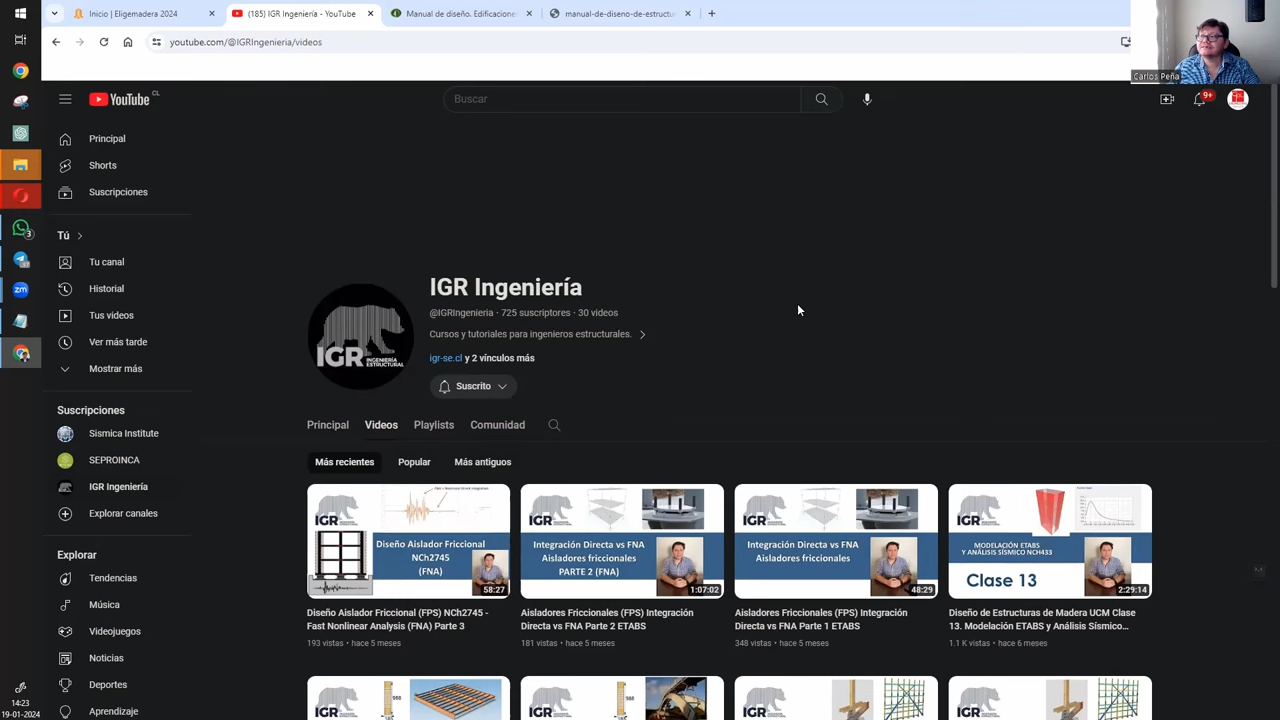 Inicio | Eligemadera 2024
(185) IGR Ingeniería - YouTube
Manual de diseño. Edificaciones
manual-de-diseno-de-estructu
youtube.com/@IGRIngenieria/videos
Carlos Peña
YouTube CL
Buscar
9+
Principal
Shorts
Suscripciones
Tú
Tu canal
Historial
Tus videos
Ver más tarde
Mostrar más
Suscripciones
Sismica Institute
SEPROINCA
IGR Ingeniería
Explorar canales
Explorar
Tendencias
Música
Videojuegos
Noticias
Deportes
Aprendizaje
IGR INGENIERÍA ESTRUCTURAL
IGR Ingeniería
@IGRIngenieria · 725 suscriptores · 30 videos
Cursos y tutoriales para ingenieros estructurales.
igr-se.cl y 2 vínculos más
Suscrito
Principal
Videos
Playlists
Comunidad
Más recientes
Popular
Más antiguos
IGR
Diseño Aislador Friccional
NCh2745
(FNA)
58:27
Diseño Aislador Friccional (FPS) NCh2745 -
Fast Nonlinear Analysis (FNA) Parte 3
193 vistas • hace 5 meses
IGR
Integración Directa vs FNA
Aisladores friccionales
PARTE 2 (FNA)
1:07:02
Aisladores Friccionales (FPS) Integración
Directa vs FNA Parte 2 ETABS
181 vistas • hace 5 meses
IGR
Integración Directa vs FNA
Aisladores friccionales
48:29
Aisladores Friccionales (FPS) Integración
Directa vs FNA Parte 1 ETABS
348 vistas • hace 5 meses
IGR
MODELACIÓN ETABS
Y ANÁLISIS SÍSMICO NCH433
Clase 13
2:29:14
Diseño de Estructuras de Madera UCM Clase
13. Modelación ETABS y Análisis Sísmico...
1.1 K vistas • hace 6 meses
IGR
IGR
IGR
IGR
14:23
19-01-2024